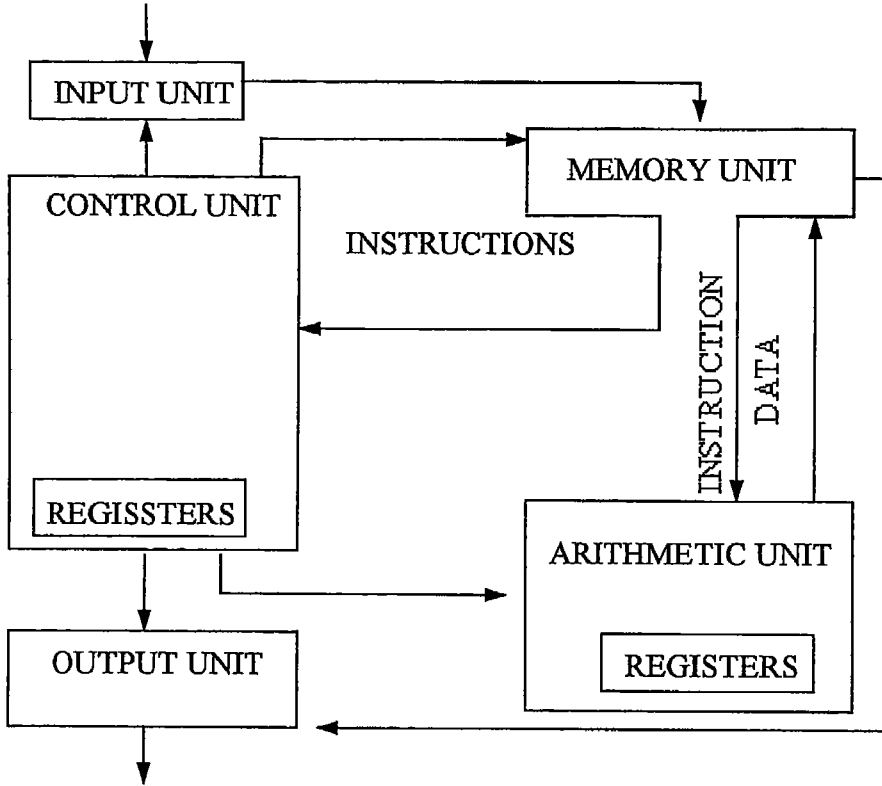 INPUT UNIT
MEMORY UNIT
CONTROL UNIT
INSTRUCTIONS
INSTRUCTION
DATA
REGISSTERS
ARITHMETIC UNIT
OUTPUT UNIT
REGISTERS